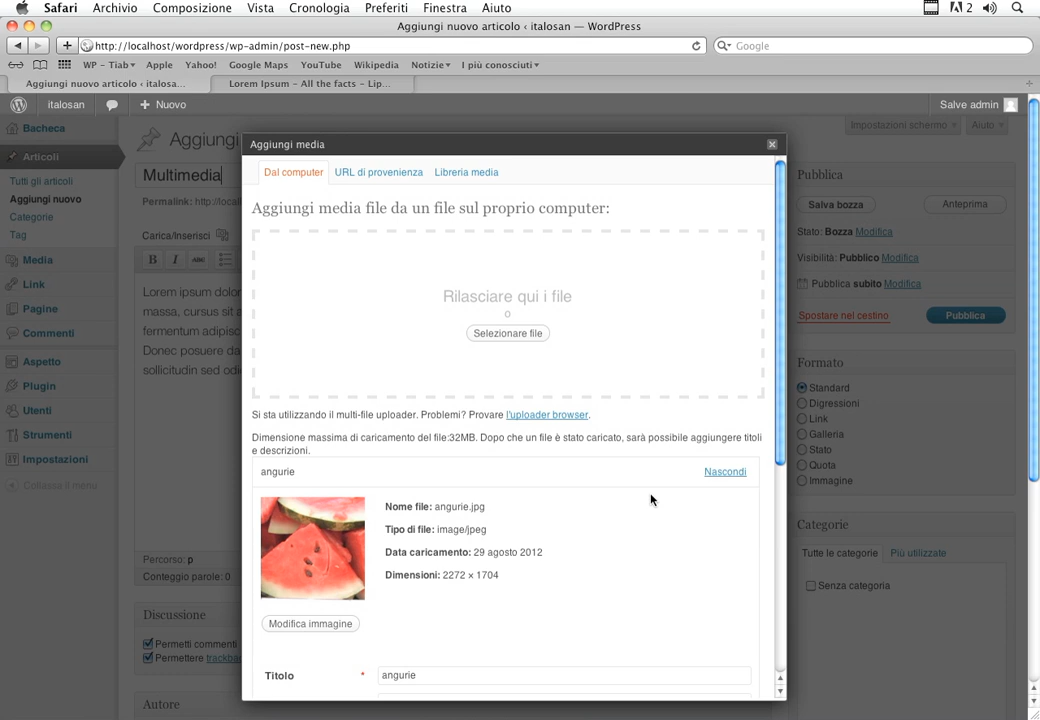 Safari Archivio Composizione Vista Cronologia Preferiti Finestra Aiuto 2
Aggiungi nuovo articolo ‹ italosan — WordPress
http://localhost/wordpress/wp-admin/post-new.php Google
WP – Tia Apple Yahoo! Google Maps YouTube Wikipedia Notizie I più conosciuti
Aggiungi nuovo articolo ‹ italosa... Lorem Ipsum – All the facts – Lip...
italosan Nuovo Salve admin
Bacheca
Articoli
Tutti gli articoli
Aggiungi nuovo
Categorie
Tag
Media
Link
Pagine
Commenti
Aspetto
Plugin
Utenti
Strumenti
Impostazioni
Collassa il menu
Impostazioni schermo Aiuto
Aggiungi
Multimedia
Permalink: http://local
Carica/Inserisci
B I ABC
Lorem ipsum dolor
massa, cursus sit a
fermentum adipisc
Donec posuere da
sollicitudin sed odi
Percorso: p
Conteggio parole: 0
Discussione
Permetti commenti
Permettere trackba
Autore
Aggiungi media
Dal computer URL di provenienza Libreria media
Aggiungi media file da un file sul proprio computer:
Rilasciare qui i file
o
Selezionare file
Si sta utilizzando il multi-file uploader. Problemi? Provare l'uploader browser.
Dimensione massima di caricamento del file:32MB. Dopo che un file è stato caricato, sarà possibile aggiungere titoli
e descrizioni.
angurie Nascondi
Nome file: angurie.jpg
Tipo di file: image/jpeg
Data caricamento: 29 agosto 2012
Dimensioni: 2272 × 1704
Modifica immagine
Titolo * angurie
Pubblica
Salva bozza Anteprima
Stato: Bozza Modifica
Visibilità: Pubblico Modifica
Pubblica subito Modifica
Spostare nel cestino Pubblica
Formato
Standard
Digressioni
Link
Galleria
Stato
Quota
Immagine
Categorie
Tutte le categorie Più utilizzate
Senza categoria